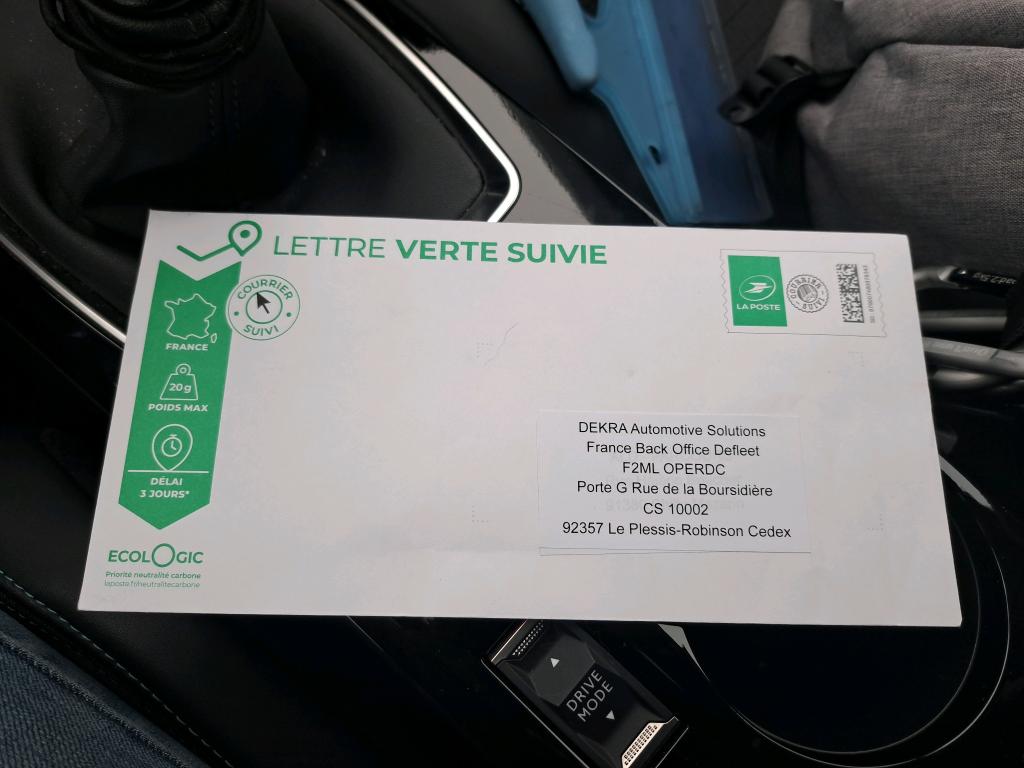 LETTRE VERTE SUIVIE
COURRIER
SUIVI
FRANCE
20g
POIDS MAX
DÉLAI
3 JOURS*
ECOLOGIC
Priorité neutralité carbone
laposte.fr/neutralitecarbone
LA POSTE
COURRIER
SUIVI
DEKRA Automotive Solutions
France Back Office Defleet
F2ML OPERDC
Porte G Rue de la Boursidière
CS 10002
92357 Le Plessis-Robinson Cedex
DRIVE
MODE